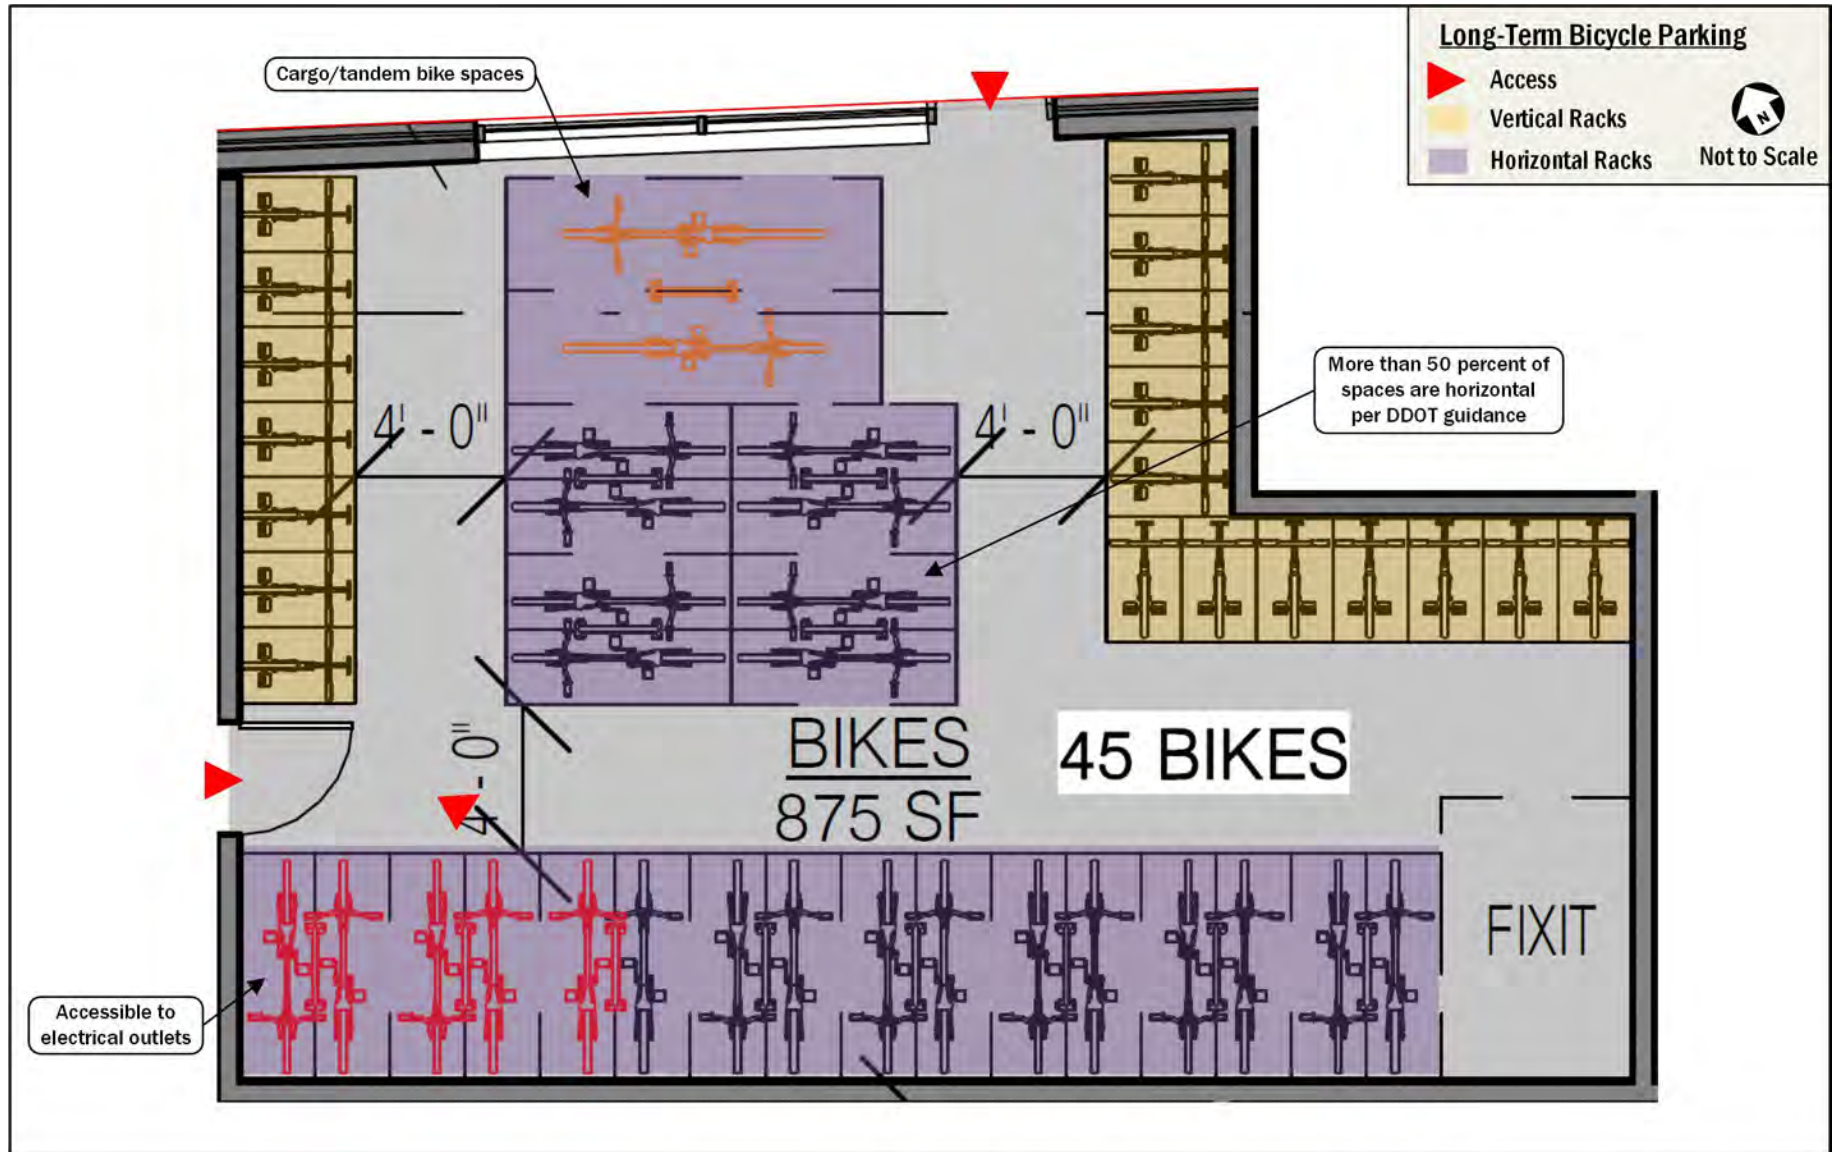 Long-Term Bicycle Parking
Access
Vertical Racks
Horizontal Racks
N
Not to Scale
Cargo/tandem bike spaces
More than 50 percent of
spaces are horizontal
per DDOT guidance
4' - 0"
4' - 0"
4' - 0"
BIKES
875 SF
45 BIKES
FIXIT
Accessible to
electrical outlets